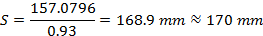 S = 157.0796 / 0.93 = 168.9 mm ≈ 170 mm